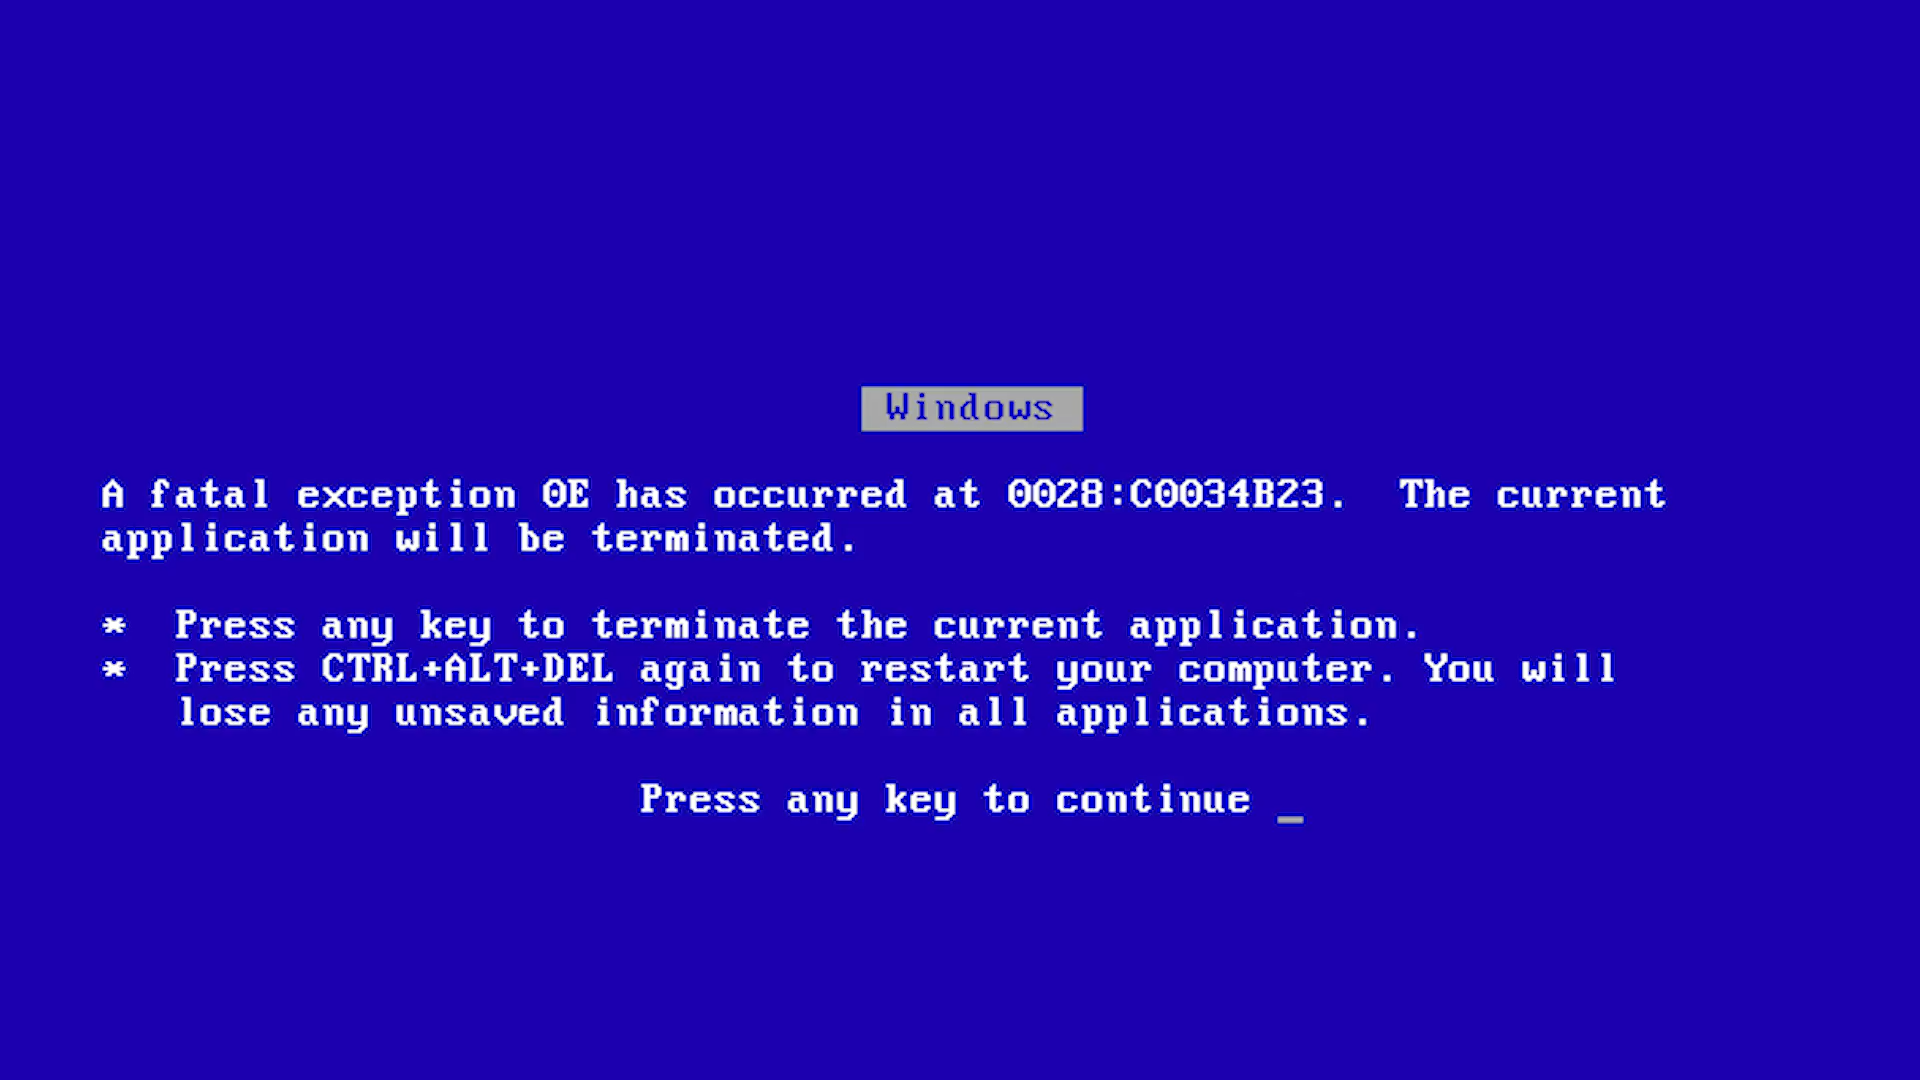 Windows
A fatal exception 0E has occurred at 0028:C0034B23.  The current
application will be terminated.
*  Press any key to terminate the current application.
*  Press CTRL+ALT+DEL again to restart your computer. You will
lose any unsaved information in all applications.
Press any key to continue _